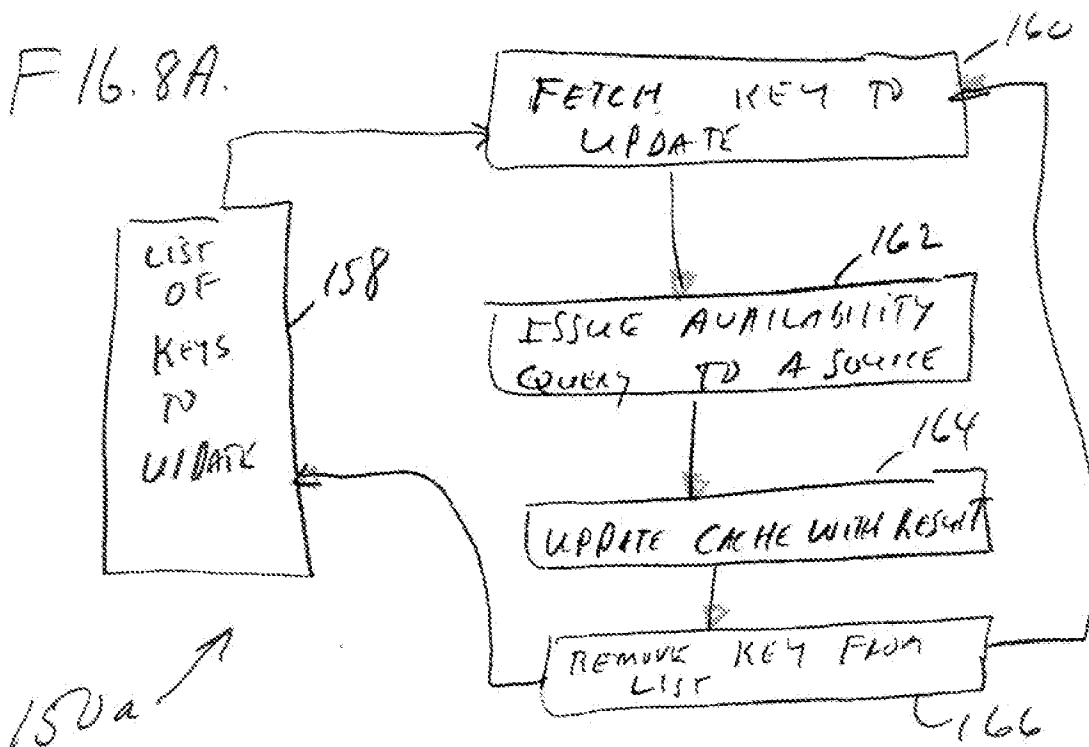 FIG. 8A.
160
FETCH KEY TO
UPDATE
LIST
OF
KEYS
TO
UPDATE
158
162
ISSUE AVAILABILITY
QUERY TO A SOURCE
164
UPDATE CACHE WITH RESULT
REMOVE KEY FROM
LIST
166
150a